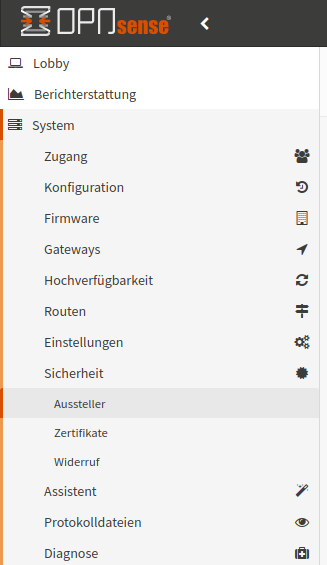 OPNsense®
Lobby
Berichterstattung
System
Zugang
Konfiguration
Firmware
Gateways
Hochverfügbarkeit
Routen
Einstellungen
Sicherheit
Aussteller
Zertifikate
Widerruf
Assistent
Protokolldateien
Diagnose